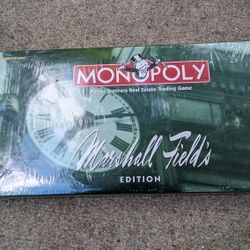 MONOPOLY
Parker Brothers Real Estate Trading Game
Marshall Field's
EDITION